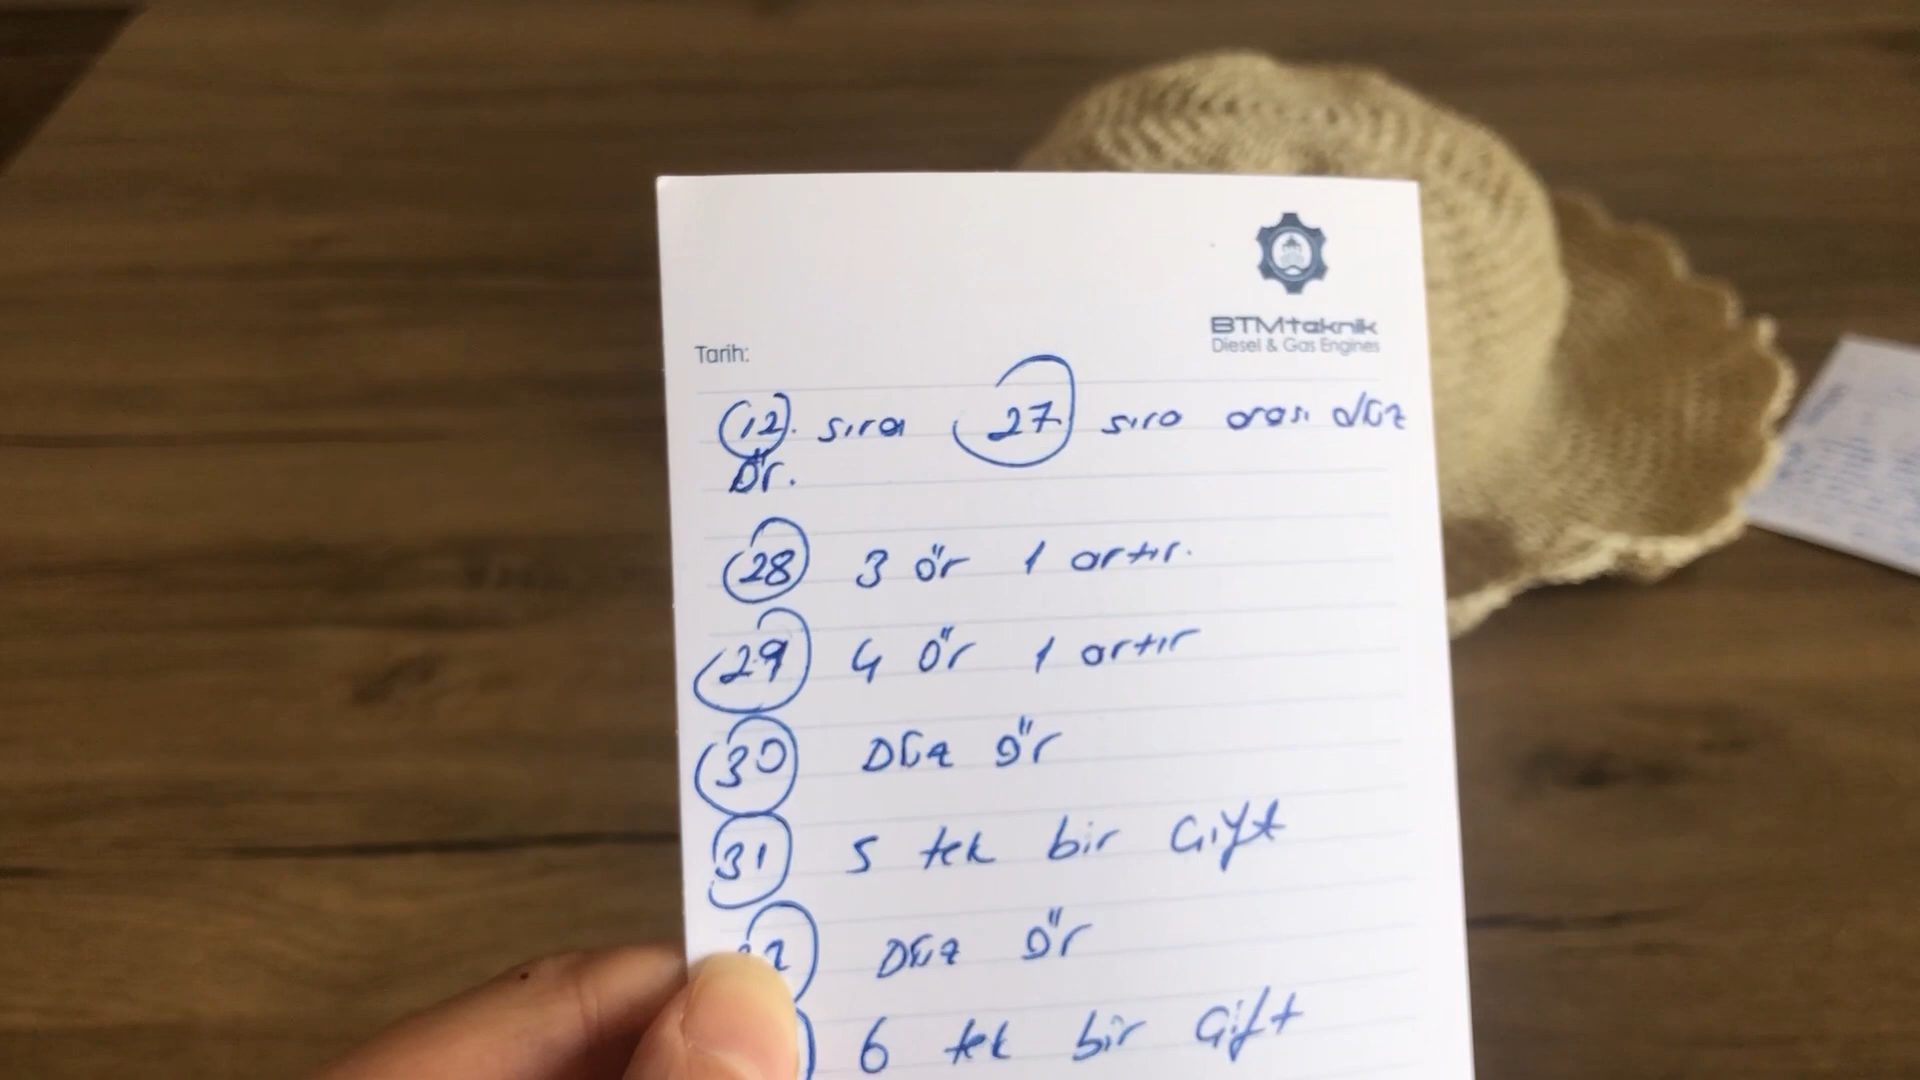 BTMteknik
Diesel & Gas Engines
Tarih:
(12). sıra 27 sıra arası düz
Ör.
28 3 ör 1 artır.
29 4 ör 1 artır
30 Düz ör
31 5 tek bir Çift
Düz ör
6 tek bir Çift